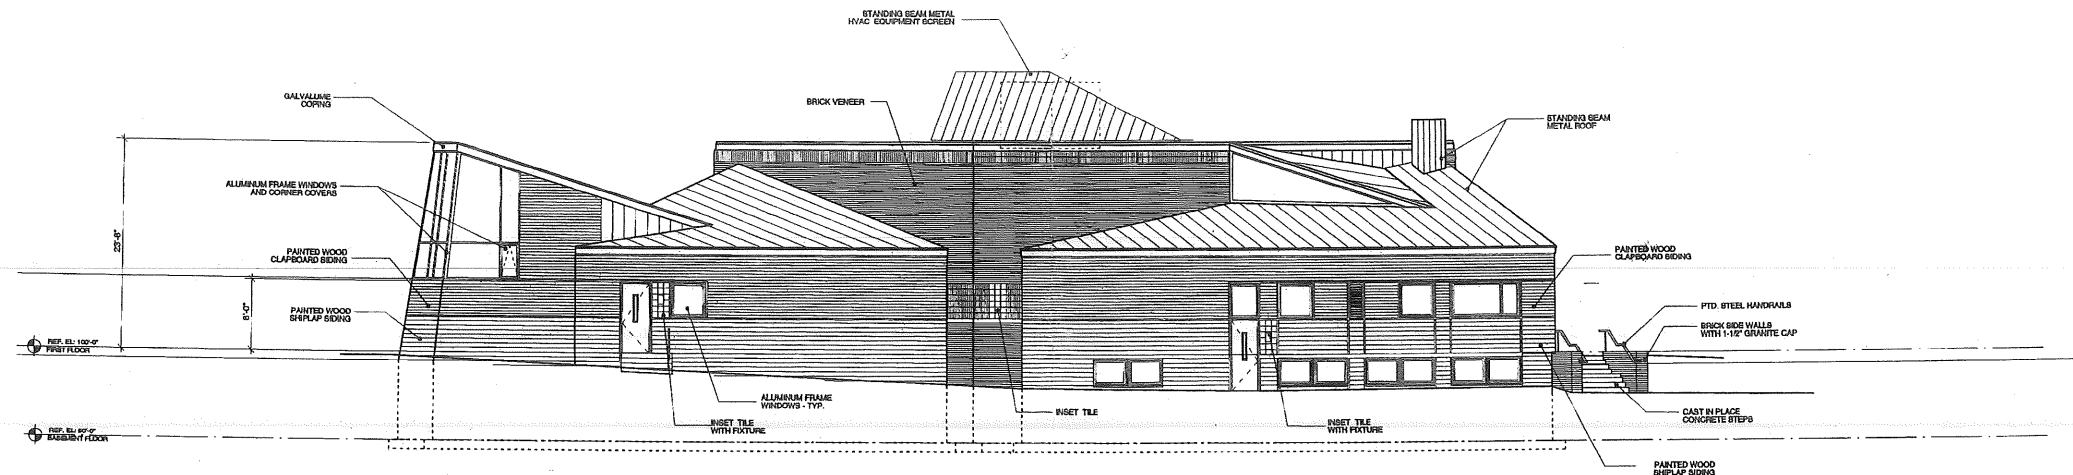 STANDING SEAM METAL
HVAC EQUIPMENT SCREEN
GALVALUME
COPING
BRICK VENEER
STANDING SEAM
METAL ROOF
ALUMINUM FRAME WINDOWS
AND CORNER COVERS
23'-8"
PAINTED WOOD
CLAPBOARD SIDING
PAINTED WOOD
CLAPBOARD SIDING
8'-0"
PAINTED WOOD
SHIPLAP SIDING
PTD. STEEL HANDRAILS
BRICK SIDE WALLS
WITH 1-1/2" GRANITE CAP
REF. EL: 100'-0"
FIRST FLOOR
ALUMINUM FRAME
WINDOWS - TYP.
INSET TILE
WITH FIXTURE
INSET TILE
INSET TILE
WITH FIXTURE
CAST IN PLACE
CONCRETE STEPS
REF. EL:
BASEMENT FLOOR
PAINTED WOOD
SHIPLAP SIDING